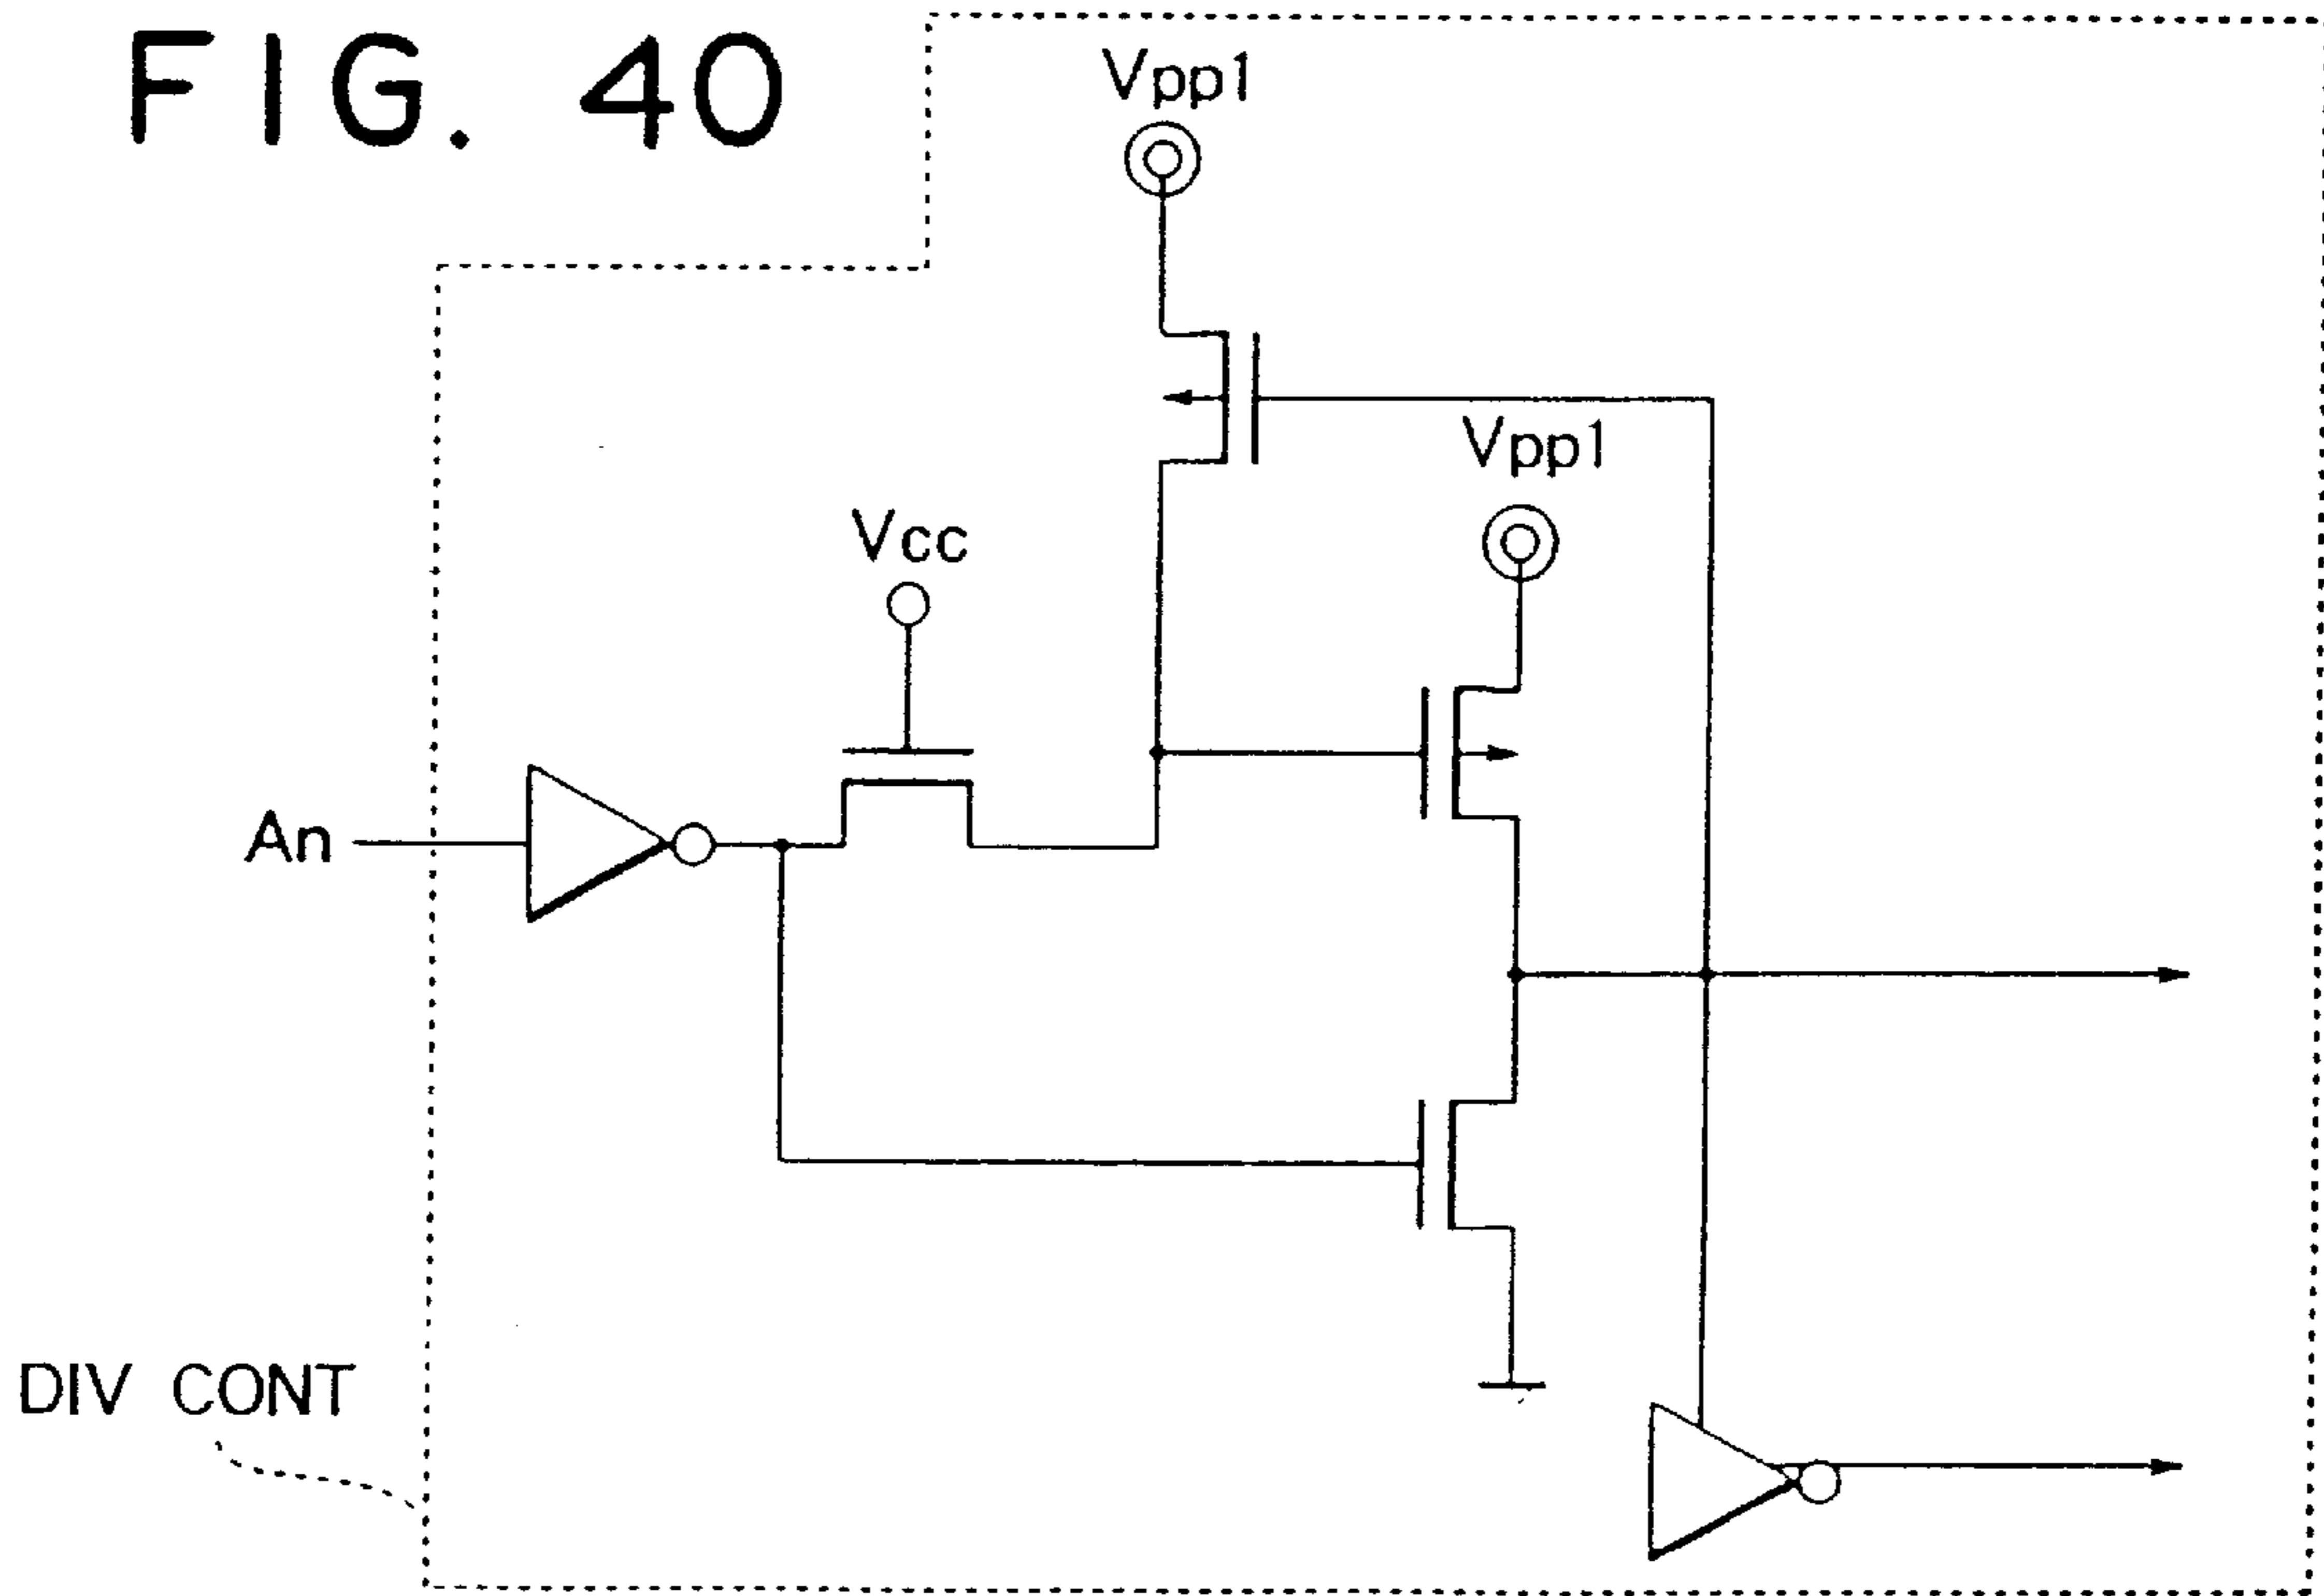 FIG. 40
Vpp1
Vpp1
Vcc
An
DIV CONT